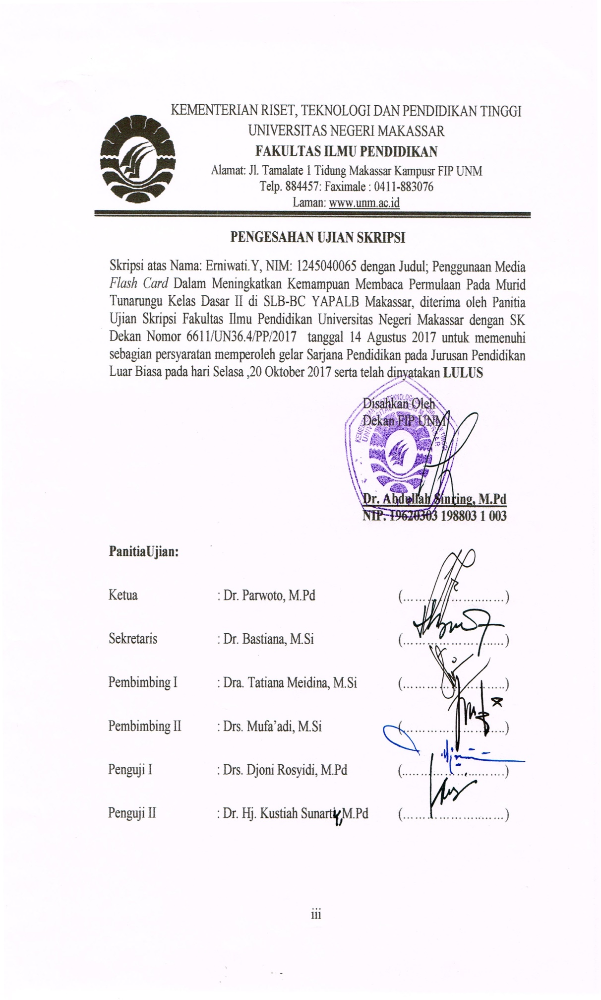 KEMENTERIAN RISET, TEKNOLOGI DAN PENDIDIKAN TINGGI
UNIVERSITAS NEGERI MAKASSAR
FAKULTAS ILMU PENDIDIKAN
Alamat: Jl. Tamalate 1 Tidung Makassar Kampusr FIP UNM
Telp. 884457: Faximale : 0411-883076
Laman: www.unm.ac.id
PENGESAHAN UJIAN SKRIPSI
Skripsi atas Nama: Erniwati.Y, NIM: 1245040065 dengan Judul; Penggunaan Media
Flash Card Dalam Meningkatkan Kemampuan Membaca Permulaan Pada Murid
Tunarungu Kelas Dasar II di SLB-BC YAPALB Makassar, diterima oleh Panitia
Ujian Skripsi Fakultas Ilmu Pendidikan Universitas Negeri Makassar dengan SK
Dekan Nomor 6611/UN36.4/PP/2017 tanggal 14 Agustus 2017 untuk memenuhi
sebagian persyaratan memperoleh gelar Sarjana Pendidikan pada Jurusan Pendidikan
Luar Biasa pada hari Selasa ,20 Oktober 2017 serta telah dinyatakan LULUS
Disahkan Oleh
Dekan FIP UNM
Dr. Abdullah Sinring, M.Pd
NIP. 19620303 198803 1 003
PanitiaUjian:
Ketua : Dr. Parwoto, M.Pd (........................)
Sekretaris : Dr. Bastiana, M.Si (........................)
Pembimbing I : Dra. Tatiana Meidina, M.Si (........................)
Pembimbing II : Drs. Mufa’adi, M.Si (........................)
Penguji I : Drs. Djoni Rosyidi, M.Pd (........................)
Penguji II : Dr. Hj. Kustiah Sunarty, M.Pd (........................)
iii